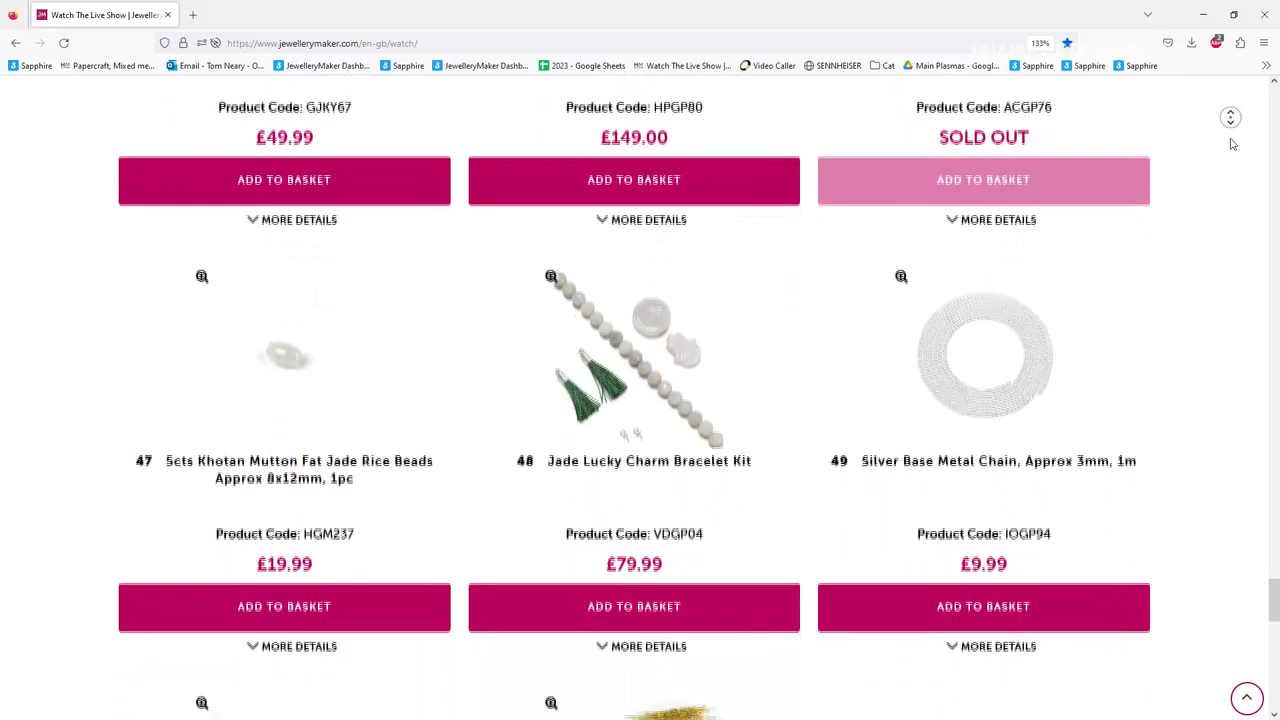 Watch The Live Show | Jeweller
https://www.jewellerymaker.com/en-gb/watch/
133%
2
Sapphire
Papercraft, Mixed me...
Email - Tom Neary - O...
JewelleryMaker Dashb...
Sapphire
JewelleryMaker Dashb...
2023 - Google Sheets
Watch The Live Show |...
Video Caller
SENNHEISER
Cat
Main Plasmas - Googl...
Sapphire
Sapphire
Sapphire
Product Code: GJKY67
Product Code: HPGP80
Product Code: ACGP76
£49.99
£149.00
SOLD OUT
ADD TO BASKET
ADD TO BASKET
ADD TO BASKET
MORE DETAILS
MORE DETAILS
MORE DETAILS
47 5cts Khotan Mutton Fat Jade Rice Beads
Approx 8x12mm, 1pc
48 Jade Lucky Charm Bracelet Kit
49 Silver Base Metal Chain, Approx 3mm, 1m
Product Code: HGM237
Product Code: VDGP04
Product Code: IOGP94
£19.99
£79.99
£9.99
ADD TO BASKET
ADD TO BASKET
ADD TO BASKET
MORE DETAILS
MORE DETAILS
MORE DETAILS